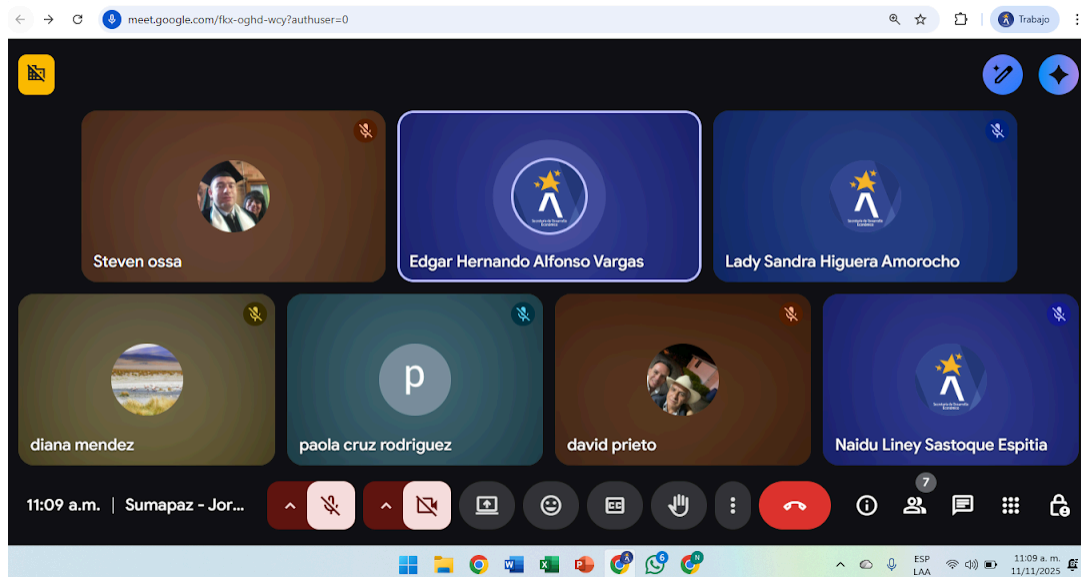 meet.google.com/fkx-oghd-wcy?authuser=0
Trabajo
Steven ossa
Edgar Hernando Alfonso Vargas
Lady Sandra Higuera Amorocho
diana mendez
p
paola cruz rodriguez
david prieto
Naidu Liney Sastoque Espitia
11:09 a.m. | Sumapaz - Jor...
CC
7
6
N
ESP
LAA
11:09 a. m.
11/11/2025